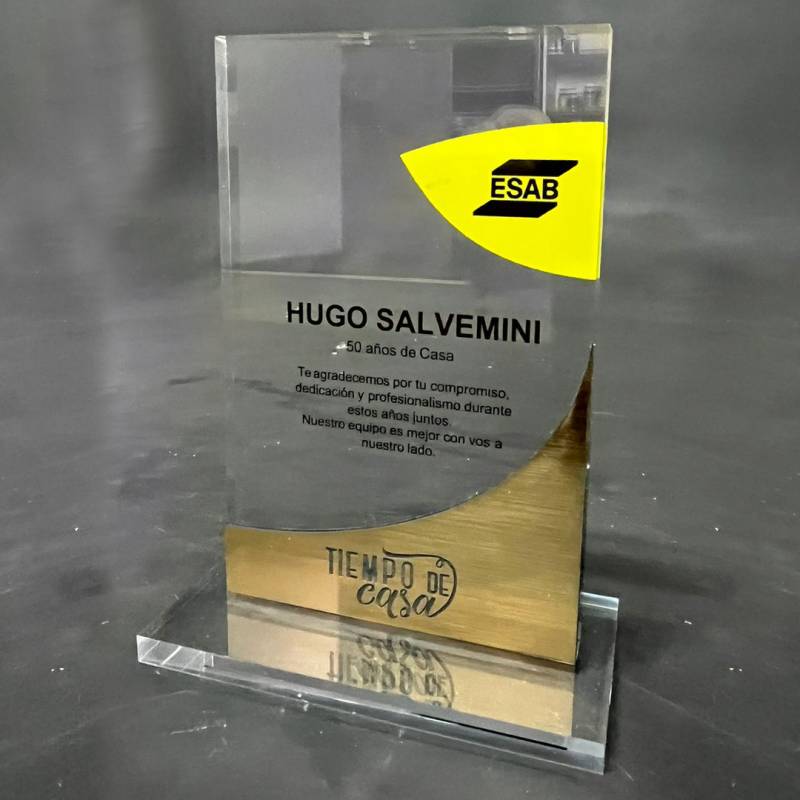 ESAB
HUGO SALVEMINI
50 años de Casa
Te agradecemos por tu compromiso,
dedicación y profesionalismo durante
estos años juntos.
Nuestro equipo es mejor con vos a
nuestro lado.
TIEMPO DE
casa